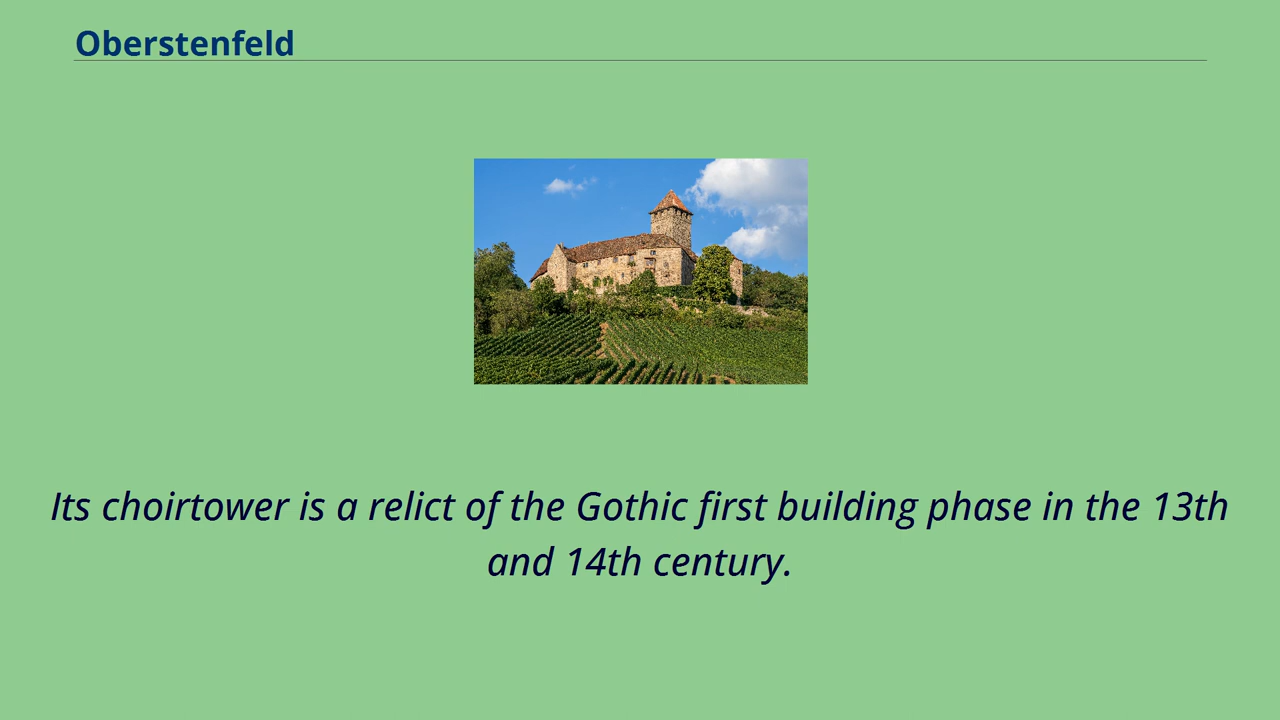 Oberstenfeld
Its choirtower is a relict of the Gothic first building phase in the 13th
and 14th century.